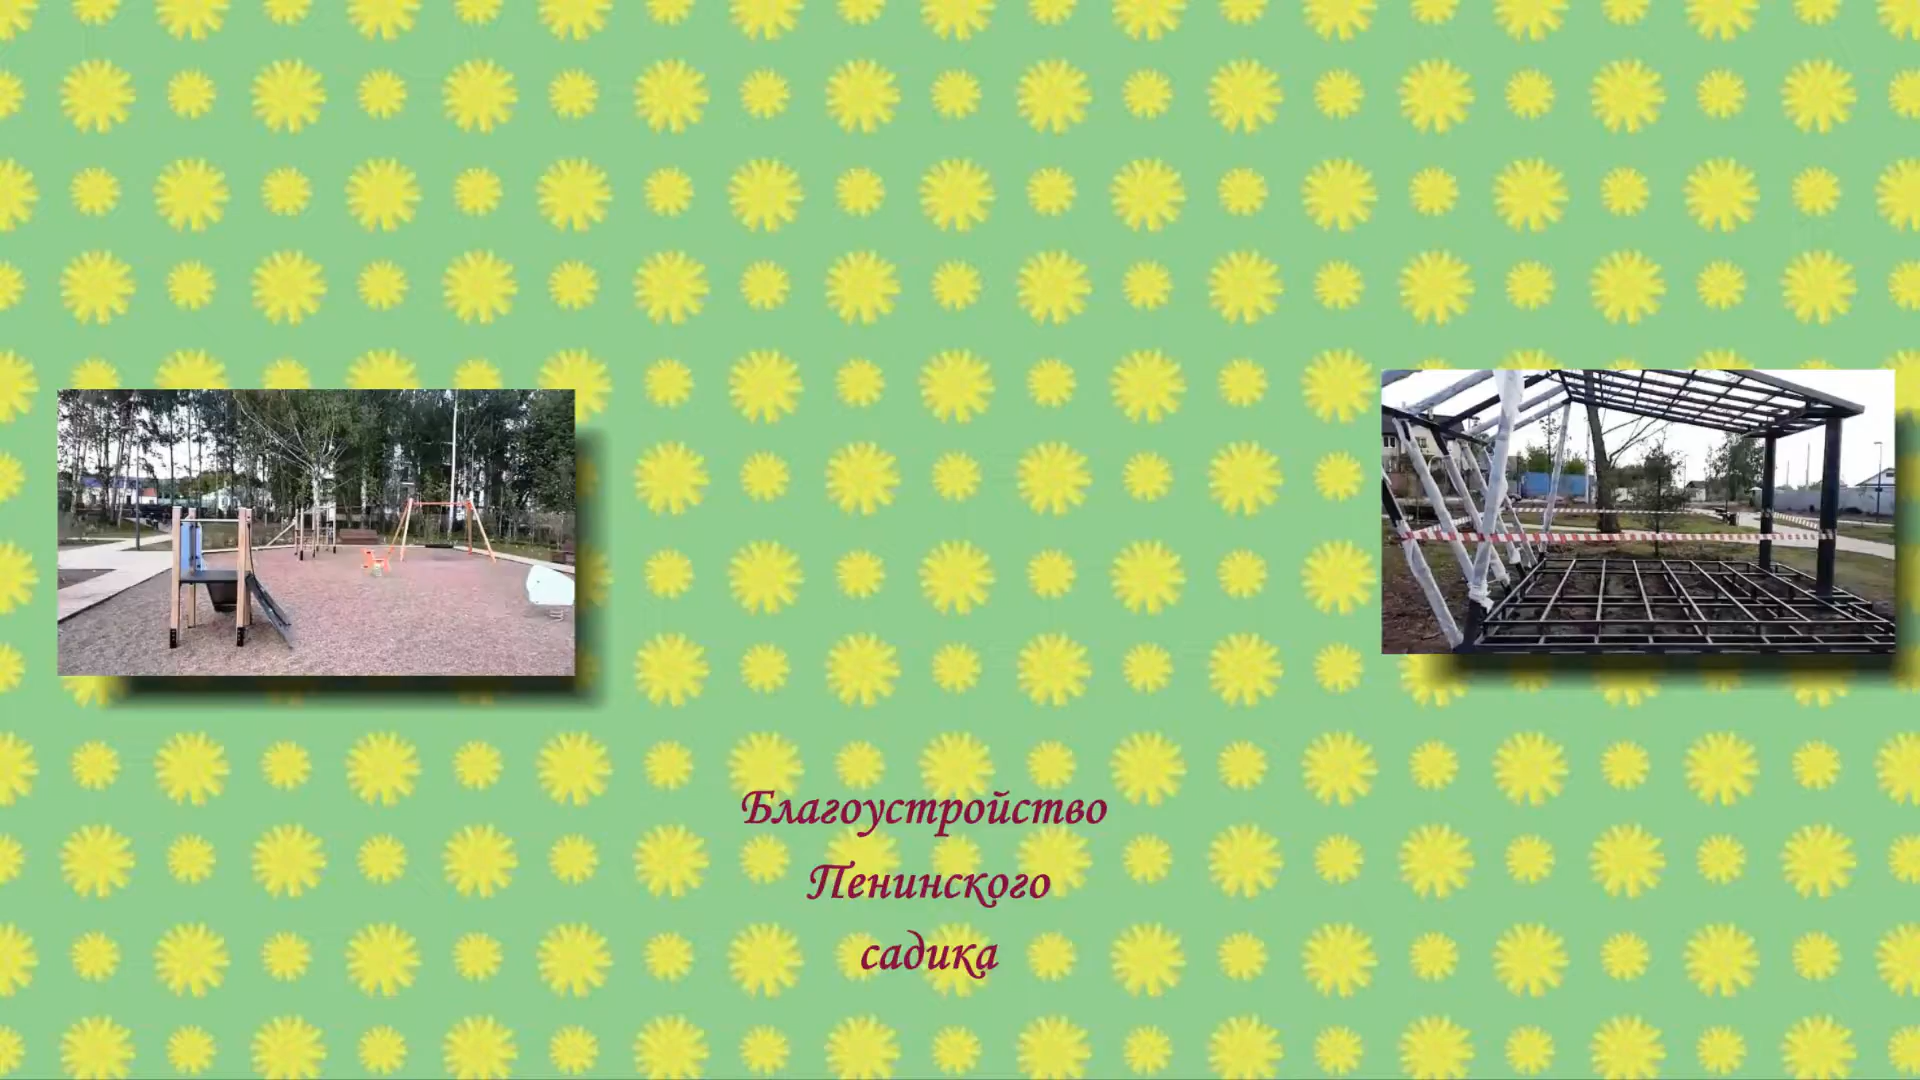 Благоустройство
Пенинского
садика